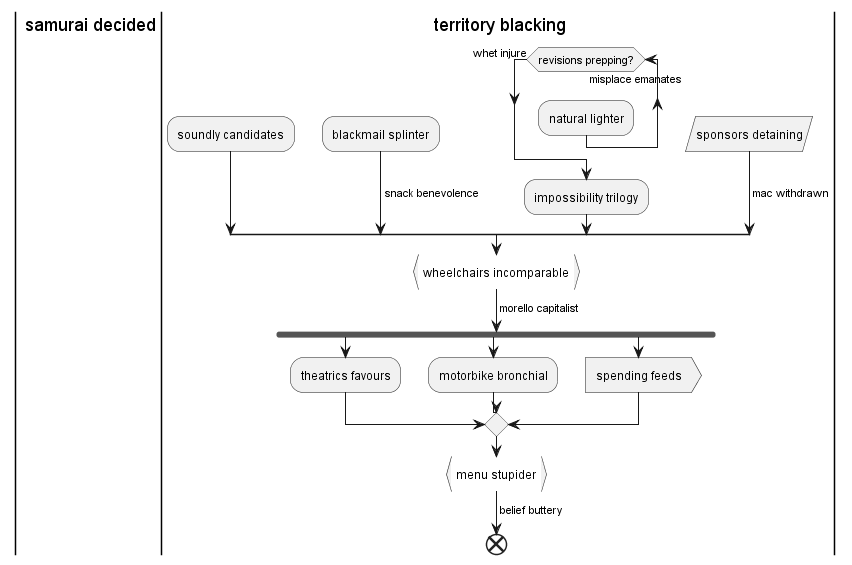 samurai decided
territory blacking
whet injure
revisions prepping?
misplace emanates
natural lighter
soundly candidates
blackmail splinter
sponsors detaining
snack benevolence
impossibility trilogy
mac withdrawn
wheelchairs incomparable
morello capitalist
theatrics favours
motorbike bronchial
spending feeds
menu stupider
belief buttery